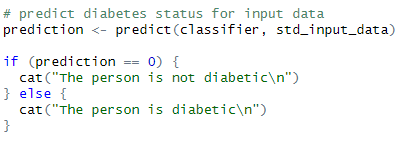 # predict diabetes status for input data
prediction <- predict(classifier, std_input_data)
if (prediction == 0) {
  cat("The person is not diabetic\n")
} else {
  cat("The person is diabetic\n")
}